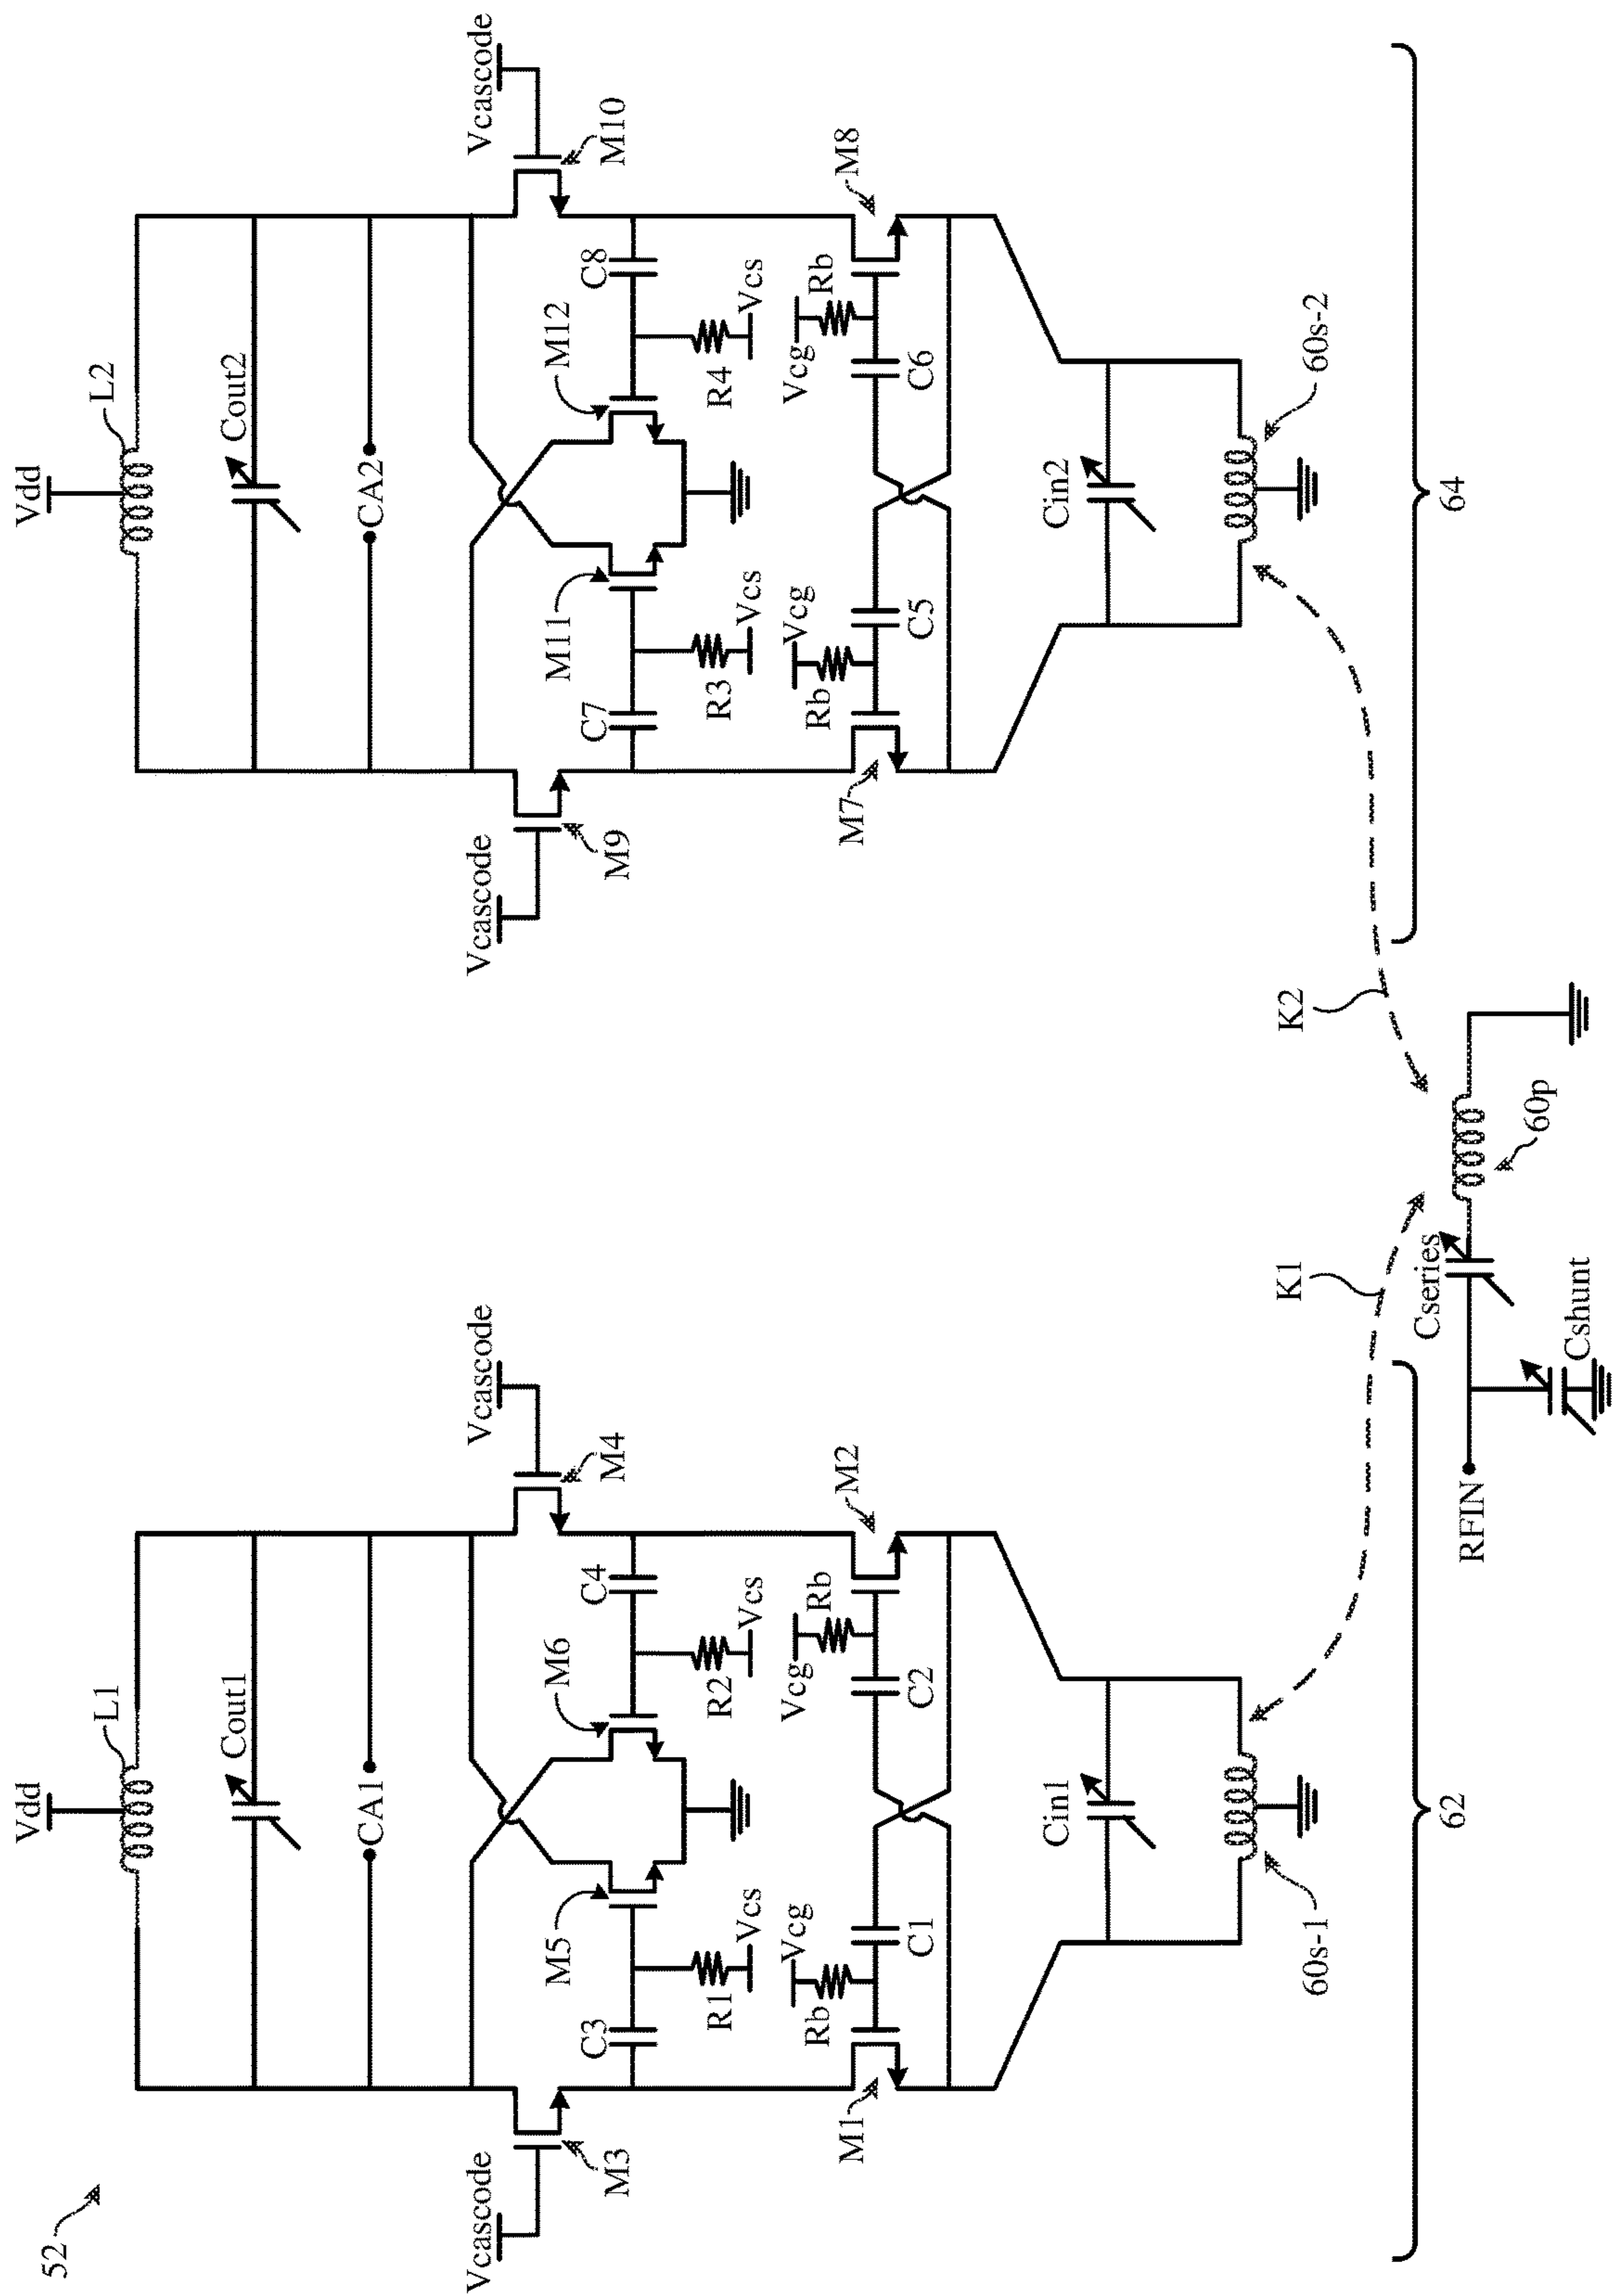 52
Vdd
L1
Cout1
CA1
Vcascode
M3
Vcascode
M4
C3
M5
R1
Vcs
M6
C4
R2
Vcs
M1
Rb
Vcg
C1
Vcg
Rb
C2
M2
Cin1
60s-1
62
Vdd
L2
Cout2
CA2
Vcascode
M9
Vcascode
M10
C7
M11
R3
Vcs
M12
C8
R4
Vcs
M7
Rb
Vcg
C5
Vcg
Rb
C6
M8
Cin2
60s-2
64
K1
K2
RFIN
Cseries
Cshunt
60p